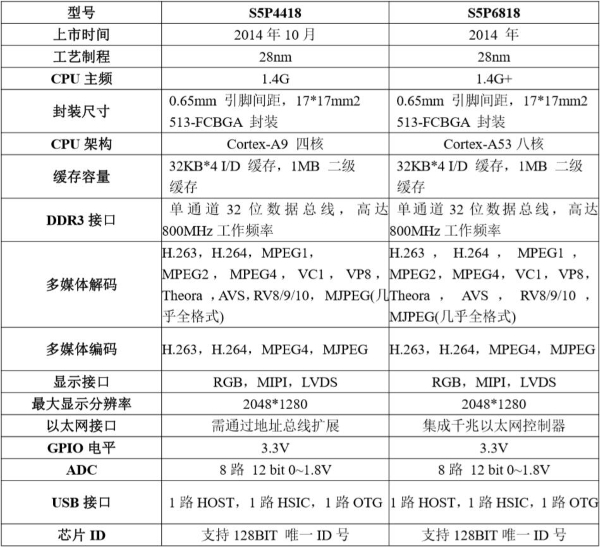 型号 S5P4418 S5P6818
上市时间 2014 年 10 月 2014 年
工艺制程 28nm 28nm
CPU 主频 1.4G 1.4G+
封装尺寸 0.65mm 引脚间距，17*17mm2 513-FCBGA 封装 0.65mm 引脚间距，17*17mm2 513-FCBGA 封装
CPU 架构 Cortex-A9 四核 Cortex-A53 八核
缓存容量 32KB*4 I/D 缓存，1MB 二级缓存 32KB*4 I/D 缓存，1MB 二级缓存
DDR3 接口 单通道 32 位数据总线，高达 800MHz 工作频率 单通道 32 位数据总线，高达 800MHz 工作频率
多媒体解码 H.263，H.264，MPEG1，MPEG2，MPEG4，VC1，VP8，Theora，AVS，RV8/9/10，MJPEG(几乎全格式) H.263，H.264，MPEG1，MPEG2，MPEG4，VC1，VP8，Theora，AVS，RV8/9/10，MJPEG(几乎全格式)
多媒体编码 H.263，H.264，MPEG4，MJPEG H.263，H.264，MPEG4，MJPEG
显示接口 RGB，MIPI，LVDS RGB，MIPI，LVDS
最大显示分辨率 2048*1280 2048*1280
以太网接口 需通过地址总线扩展 集成千兆以太网控制器
GPIO 电平 3.3V 3.3V
ADC 8 路 12 bit 0~1.8V 8 路 12 bit 0~1.8V
USB 接口 1 路 HOST，1 路 HSIC，1 路 OTG 1 路 HOST，1 路 HSIC，1 路 OTG
芯片 ID 支持 128BIT 唯一 ID 号 支持 128BIT 唯一 ID 号